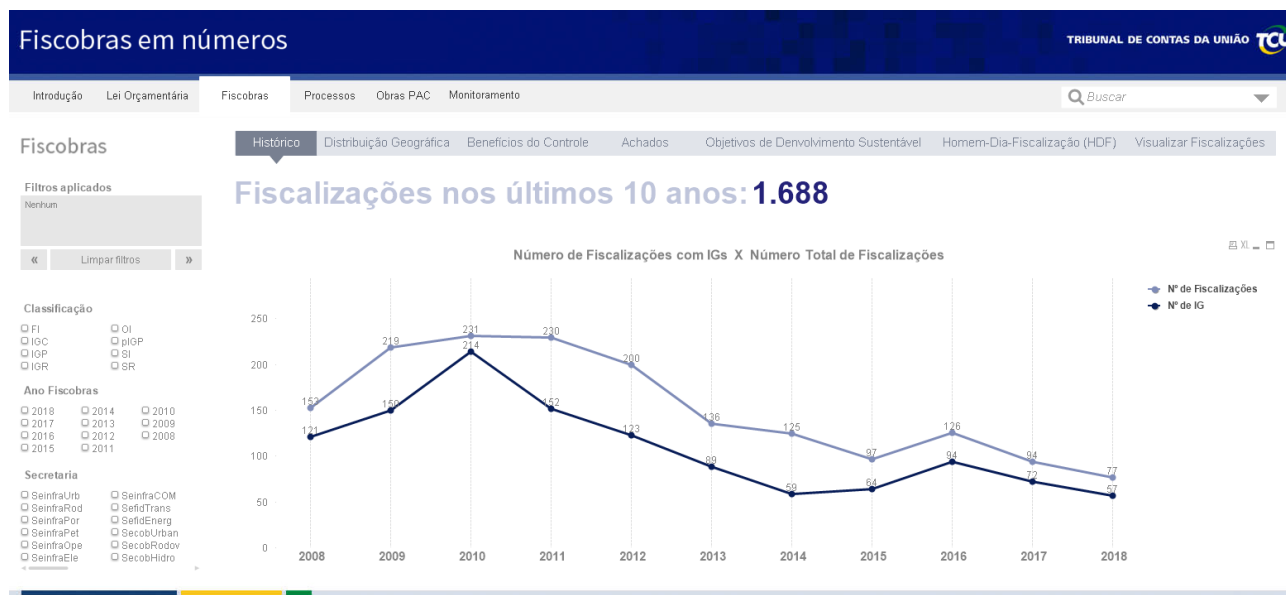 Fiscobras em números
TRIBUNAL DE CONTAS DA UNIÃO TCU
Introdução Lei Orçamentária Fiscobras Processos Obras PAC Monitoramento Buscar
Fiscobras
Histórico Distribuição Geográfica Benefícios do Controle Achados Objetivos de Denvolvimento Sustentável Homem-Dia-Fiscalização (HDF) Visualizar Fiscalizações
Filtros aplicados
Nenhum
« Limpar filtros »
Fiscalizações nos últimos 10 anos: 1.688
XL
Número de Fiscalizações com IGs X Número Total de Fiscalizações
Nº de Fiscalizações
Nº de IG
Classificação
FI OI
IGC pIGP
IGP SI
IGR SR
Ano Fiscobras
2018 2014 2010
2017 2013 2009
2016 2012 2008
2015 2011
Secretaria
SeinfraUrb SeinfraCOM
SeinfraRod SefidTrans
SeinfraPor SefidEnerg
SeinfraPet SecobUrban
SeinfraOpe SecobRodov
SeinfraEle SecobHidro
250
200
150
100
50
0
153 219 231 230 200 136 125 97 126 94 77
121 150 214 152 123 89 59 64 94 72 57
2008 2009 2010 2011 2012 2013 2014 2015 2016 2017 2018